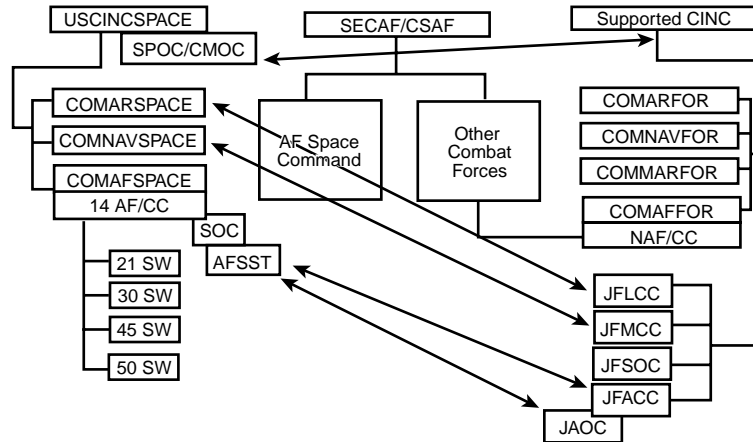 USCINCSPACE
SPOC/CMOC
SECAF/CSAF
Supported CINC
COMARSPACE
COMNAVSPACE
COMAFSPACE
14 AF/CC
SOC
AFSST
21 SW
30 SW
45 SW
50 SW
AF Space
Command
Other
Combat
Forces
COMARFOR
COMNAVFOR
COMMARFOR
COMAFFOR
NAF/CC
JFLCC
JFMCC
JFSOC
JFACC
JAOC